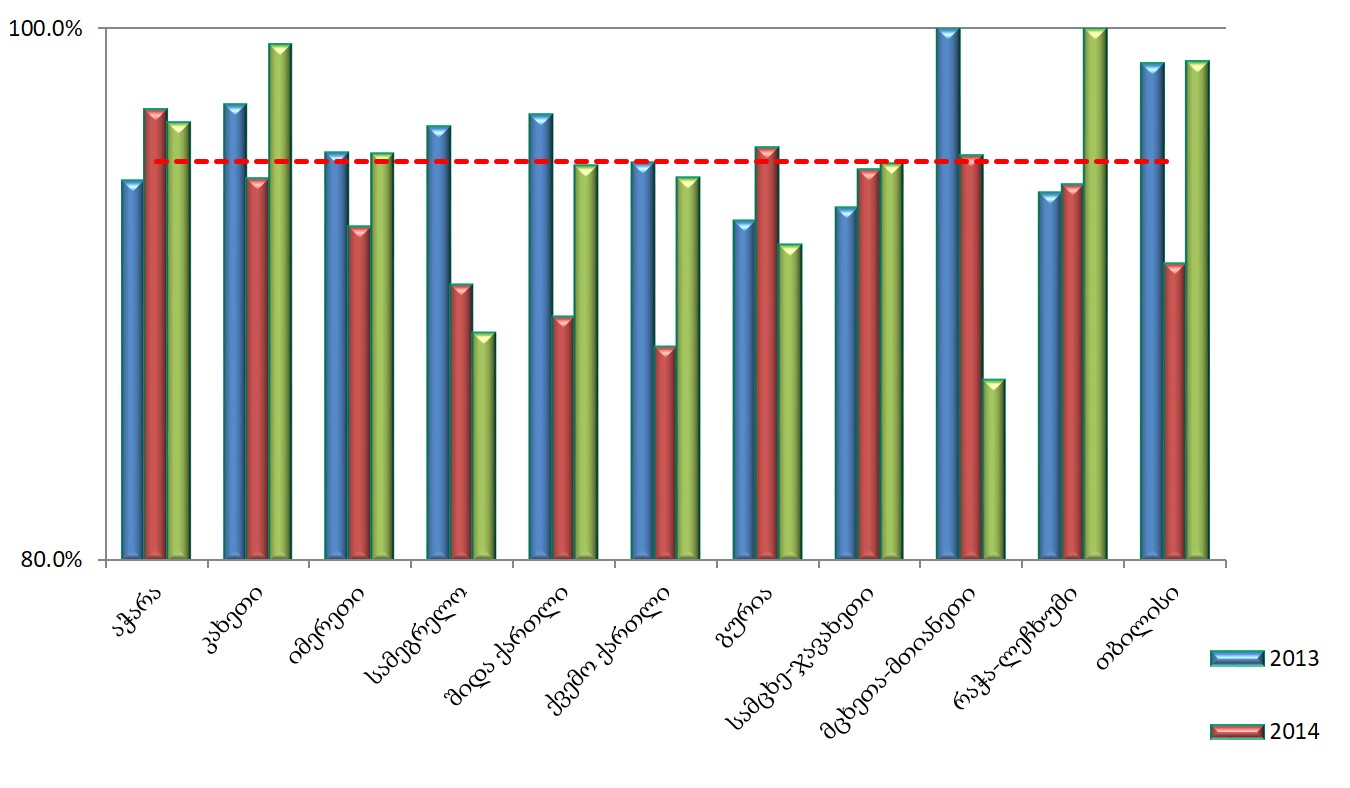 100.0%
80.0%
აჭარა
კახეთი
იმერეთი
სამეგრელო
შიდა ქართლი
ქვემო ქართლი
გურია
სამცხე-ჯავახეთი
მცხეთა-მთიანეთი
რაჭა-ლეჩხუმი
თბილისი
2013
2014